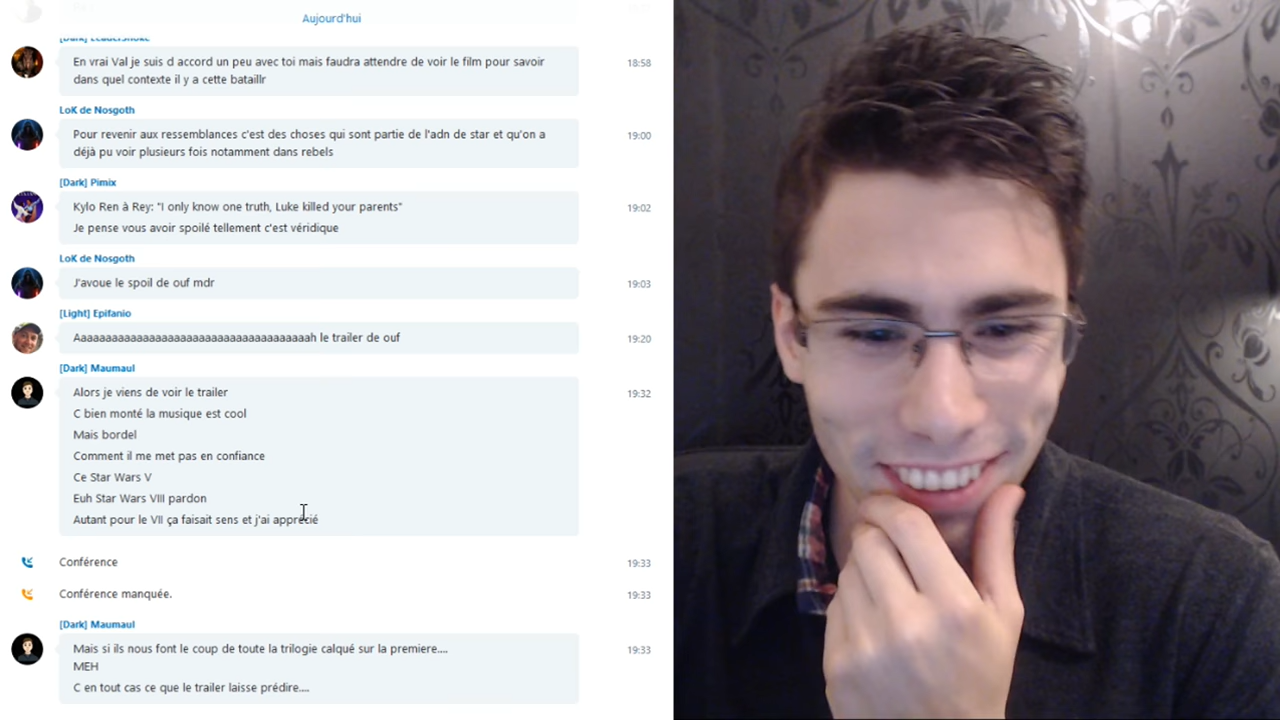 Aujourd'hui
[Dark] Leadersnoke
En vrai Val je suis d accord un peu avec toi mais faudra attendre de voir le film pour savoir
dans quel contexte il y a cette bataillr
18:58
LoK de Nosgoth
Pour revenir aux ressemblances c'est des choses qui sont partie de l'adn de star et qu'on a
déjà pu voir plusieurs fois notamment dans rebels
19:00
[Dark] Pimix
Kylo Ren à Rey: "I only know one truth, Luke killed your parents"
19:02
Je pense vous avoir spoilé tellement c'est véridique
LoK de Nosgoth
J'avoue le spoil de ouf mdr
19:03
[Light] Epifanio
Aaaaaaaaaaaaaaaaaaaaaaaaaaaaaaaaaaaaah le trailer de ouf
19:20
[Dark] Maumaul
Alors je viens de voir le trailer
19:32
C bien monté la musique est cool
Mais bordel
Comment il me met pas en confiance
Ce Star Wars V
Euh Star Wars VIII pardon
Autant pour le VII ça faisait sens et j'ai apprécié
Conférence
19:33
Conférence manquée.
19:33
[Dark] Maumaul
Mais si ils nous font le coup de toute la trilogie calqué sur la premiere....
19:33
MEH
C en tout cas ce que le trailer laisse prédire....